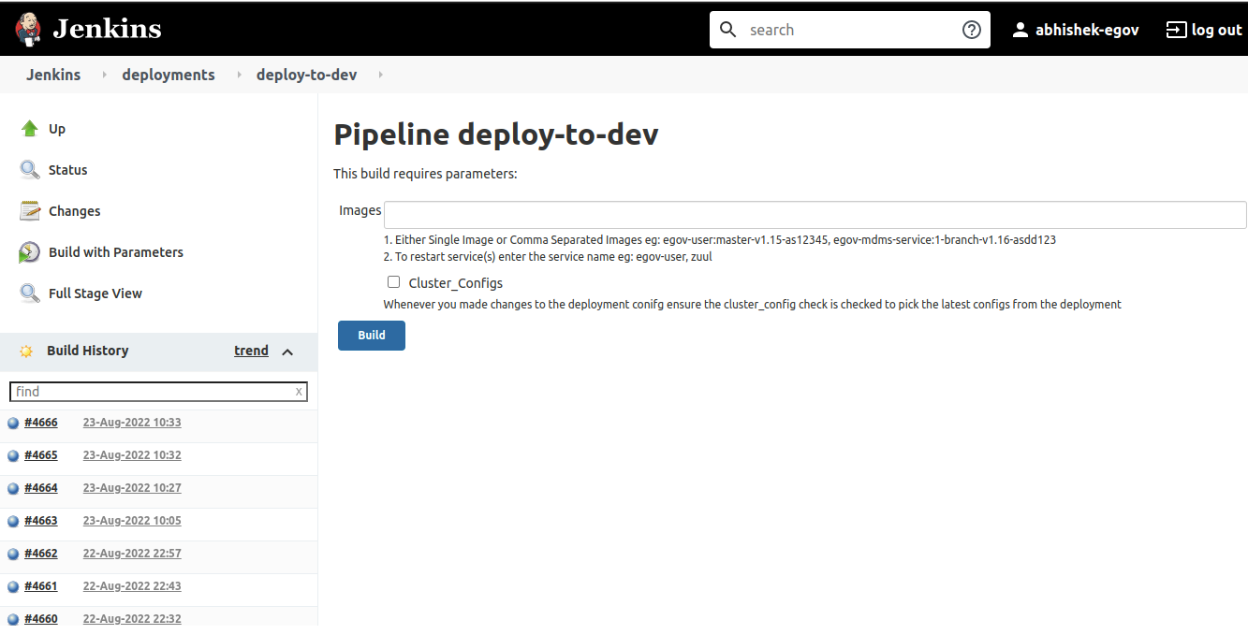 Jenkins
search
abhishek-egov
log out
Jenkins deployments deploy-to-dev
Up
Status
Changes
Build with Parameters
Full Stage View
Build History trend
find x
#4666 23-Aug-2022 10:33
#4665 23-Aug-2022 10:32
#4664 23-Aug-2022 10:27
#4663 23-Aug-2022 10:05
#4662 22-Aug-2022 22:57
#4661 22-Aug-2022 22:43
#4660 22-Aug-2022 22:32
Pipeline deploy-to-dev
This build requires parameters:
Images
1. Either Single Image or Comma Separated Images eg: egov-user:master-v1.15-as12345, egov-mdms-service:1-branch-v1.16-asdd123
2. To restart service(s) enter the service name eg: egov-user, zuul
Cluster_Configs
Whenever you made changes to the deployment conifg ensure the cluster_config check is checked to pick the latest configs from the deployment
Build